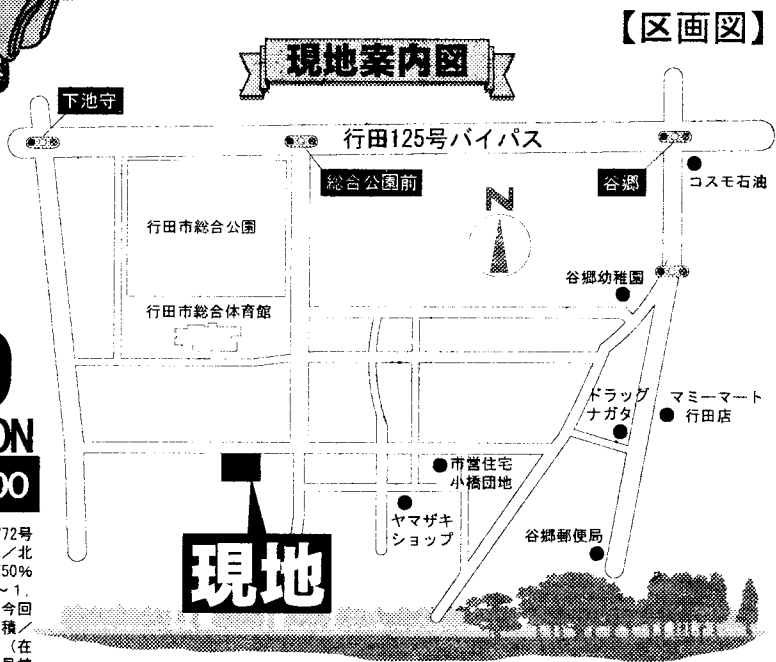 【区画図】
現地案内図
下池守
行田125号バイパス
総合公園前
谷郷
コスモ石油
N
行田市総合公園
谷郷幼稚園
行田市総合体育館
ドラッグ
ナガタ
マミーマート
行田店
市営住宅
小橋団地
ヤマザキ
ショップ
谷郷郵便局
現地
ON
00
72号
／北
50%
～1.
今回
積／
（在